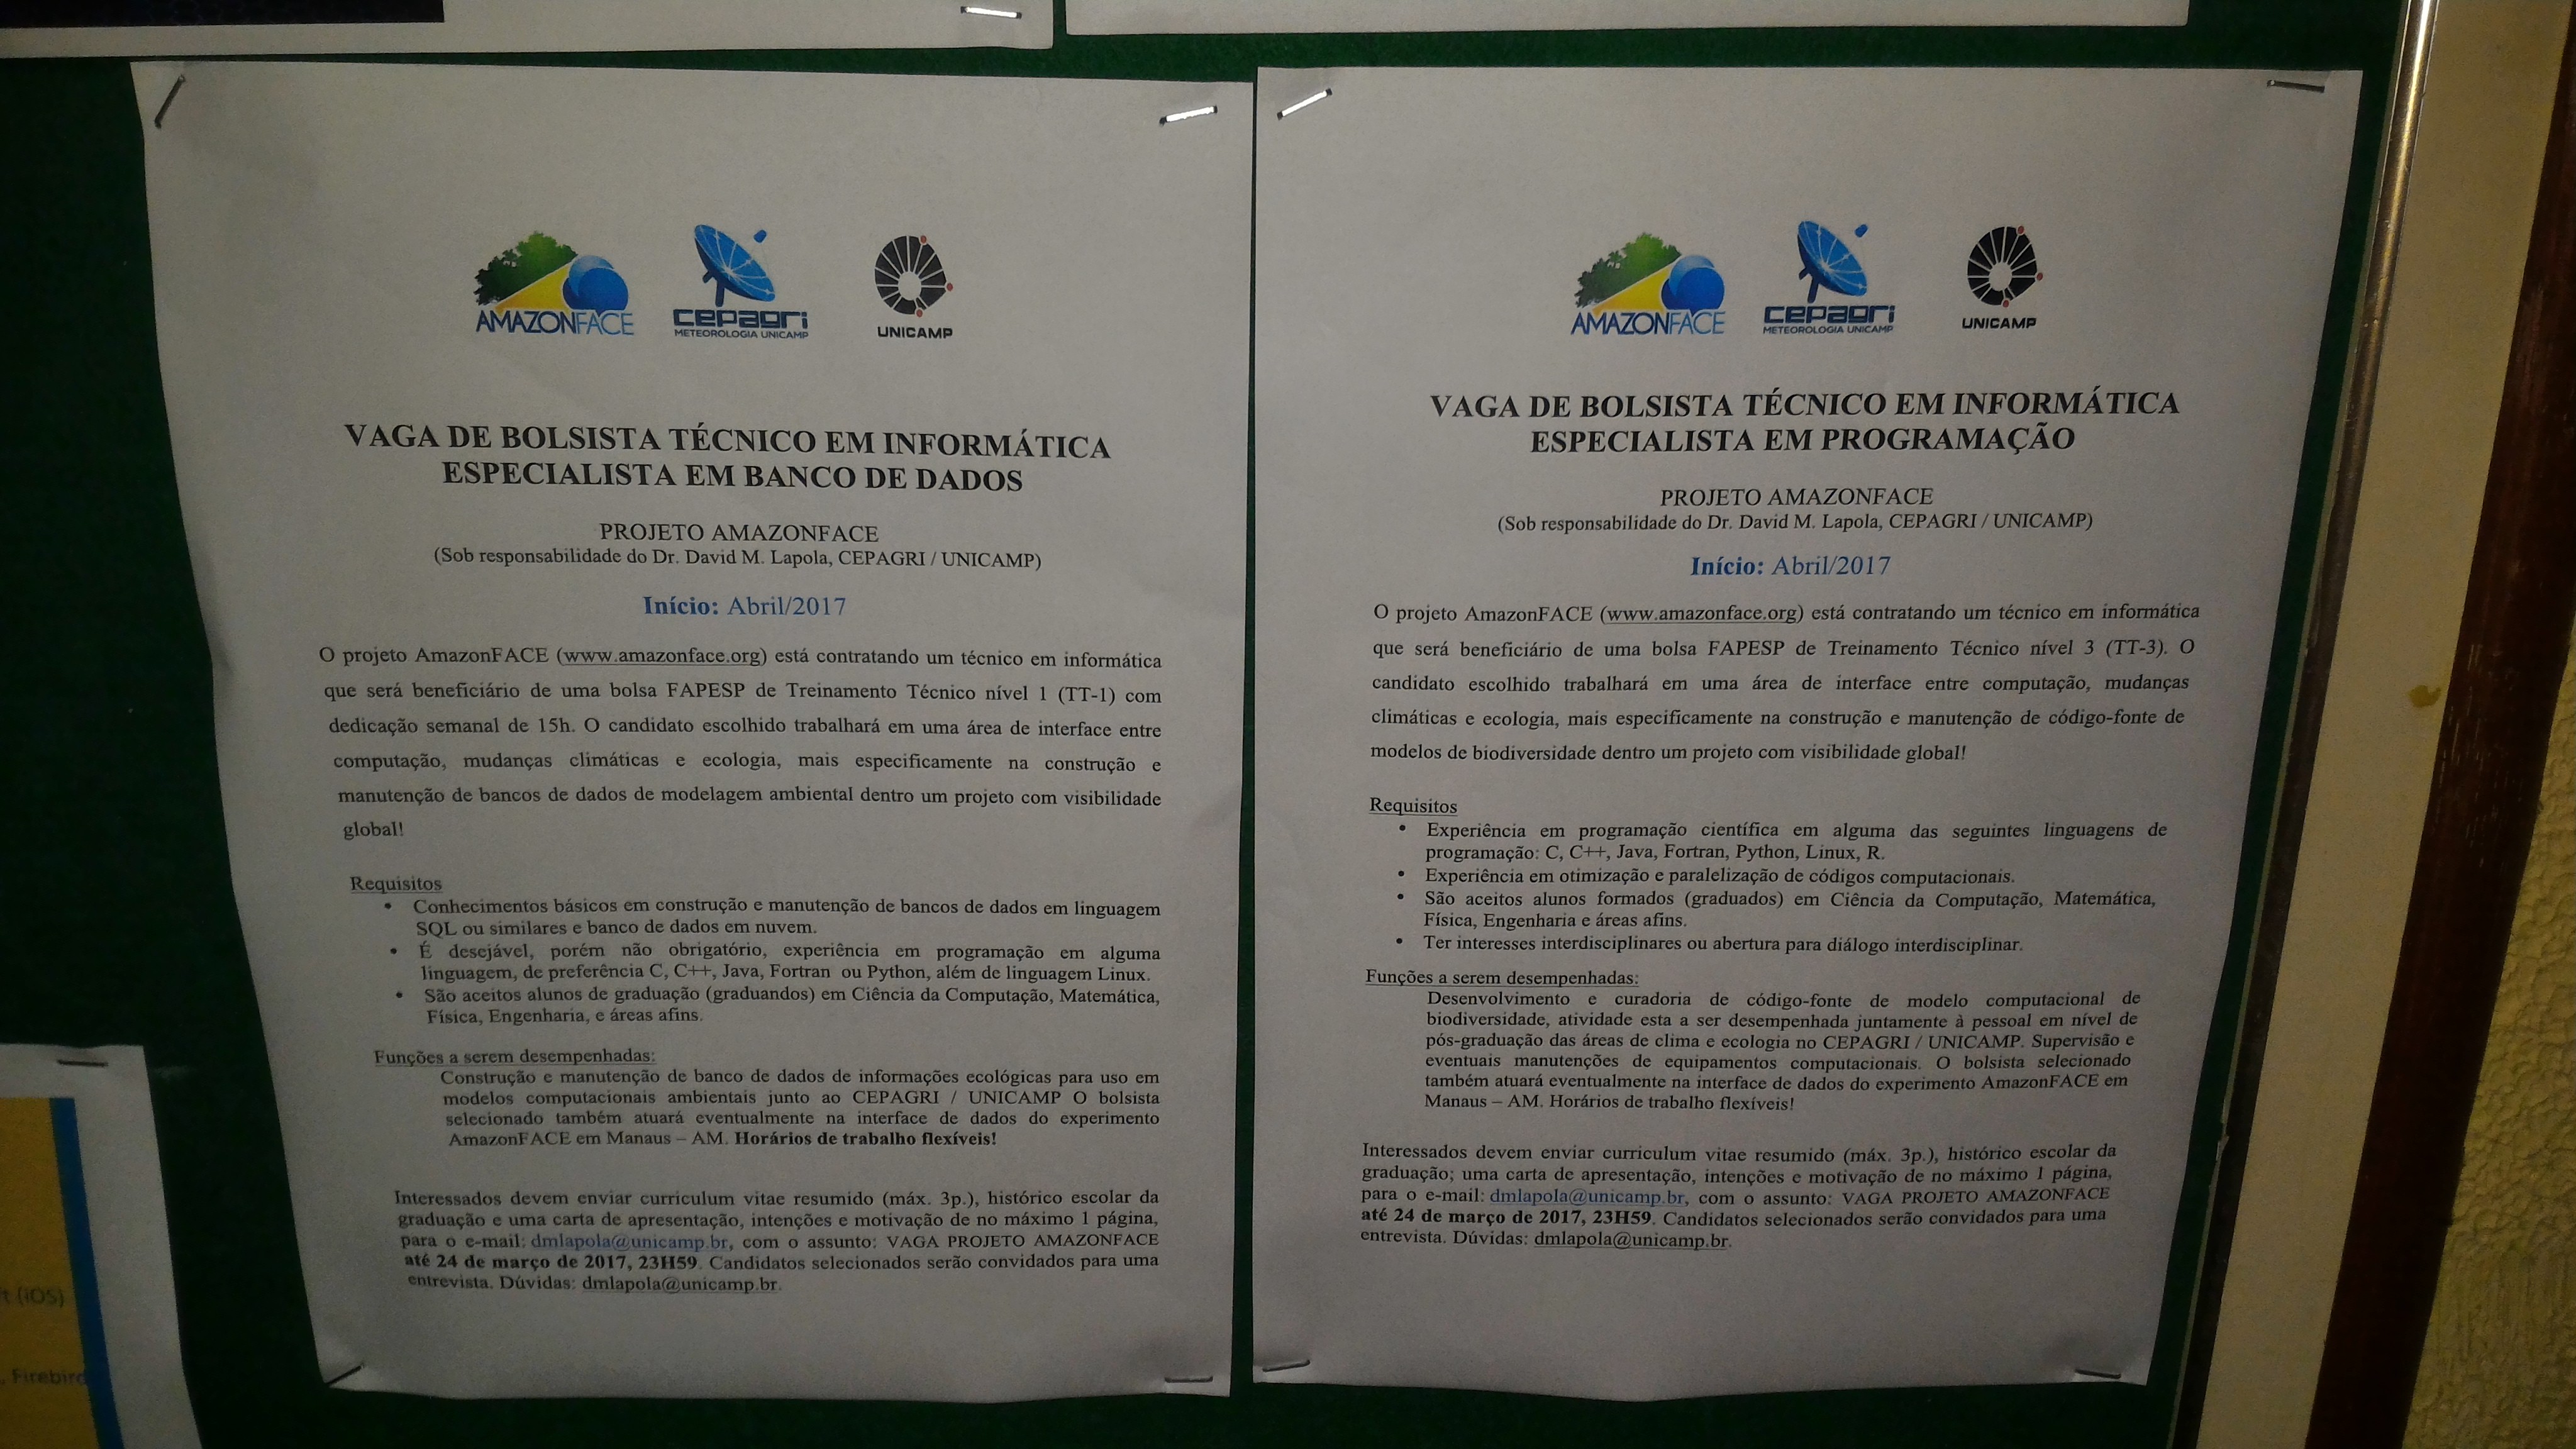 AMAZONFACE
cepagri
METEOROLOGIA UNICAMP
UNICAMP
VAGA DE BOLSISTA TÉCNICO EM INFORMÁTICA
ESPECIALISTA EM BANCO DE DADOS
PROJETO AMAZONFACE
(Sob responsabilidade do Dr. David M. Lapola, CEPAGRI / UNICAMP)
Início: Abril/2017
O projeto AmazonFACE (www.amazonface.org) está contratando um técnico em informática
que será beneficiário de uma bolsa FAPESP de Treinamento Técnico nível 1 (TT-1) com
dedicação semanal de 15h. O candidato escolhido trabalhará em uma área de interface entre
computação, mudanças climáticas e ecologia, mais especificamente na construção e
manutenção de bancos de dados de modelagem ambiental dentro um projeto com visibilidade
global!
Requisitos
• Conhecimentos básicos em construção e manutenção de bancos de dados em linguagem
SQL ou similares e banco de dados em nuvem.
• É desejável, porém não obrigatório, experiência em programação em alguma
linguagem, de preferência C, C++, Java, Fortran ou Python, além de linguagem Linux.
• São aceitos alunos de graduação (graduandos) em Ciência da Computação, Matemática,
Física, Engenharia, e áreas afins.
Funções a serem desempenhadas:
Construção e manutenção de banco de dados de informações ecológicas para uso em
modelos computacionais ambientais junto ao CEPAGRI / UNICAMP O bolsista
selecionado também atuará eventualmente na interface de dados do experimento
AmazonFACE em Manaus – AM. Horários de trabalho flexíveis!
Interessados devem enviar curriculum vitae resumido (máx. 3p.), histórico escolar da
graduação e uma carta de apresentação, intenções e motivação de no máximo 1 página,
para o e-mail: dmlapola@unicamp.br, com o assunto: VAGA PROJETO AMAZONFACE
até 24 de março de 2017, 23H59. Candidatos selecionados serão convidados para uma
entrevista. Dúvidas: dmlapola@unicamp.br.
AMAZONFACE
cepagri
METEOROLOGIA UNICAMP
UNICAMP
VAGA DE BOLSISTA TÉCNICO EM INFORMÁTICA
ESPECIALISTA EM PROGRAMAÇÃO
PROJETO AMAZONFACE
(Sob responsabilidade do Dr. David M. Lapola, CEPAGRI / UNICAMP)
Início: Abril/2017
O projeto AmazonFACE (www.amazonface.org) está contratando um técnico em informática
que será beneficiário de uma bolsa FAPESP de Treinamento Técnico nível 3 (TT-3). O
candidato escolhido trabalhará em uma área de interface entre computação, mudanças
climáticas e ecologia, mais especificamente na construção e manutenção de código-fonte de
modelos de biodiversidade dentro um projeto com visibilidade global!
Requisitos
• Experiência em programação científica em alguma das seguintes linguagens de
programação: C, C++, Java, Fortran, Python, Linux, R.
• Experiência em otimização e paralelização de códigos computacionais.
• São aceitos alunos formados (graduados) em Ciência da Computação, Matemática,
Física, Engenharia e áreas afins.
• Ter interesses interdisciplinares ou abertura para diálogo interdisciplinar.
Funções a serem desempenhadas:
Desenvolvimento e curadoria de código-fonte de modelo computacional de
biodiversidade, atividade esta a ser desempenhada juntamente à pessoal em nível de
pós-graduação das áreas de clima e ecologia no CEPAGRI / UNICAMP. Supervisão e
eventuais manutenções de equipamentos computacionais. O bolsista selecionado
também atuará eventualmente na interface de dados do experimento AmazonFACE em
Manaus – AM. Horários de trabalho flexíveis!
Interessados devem enviar curriculum vitae resumido (máx. 3p.), histórico escolar da
graduação; uma carta de apresentação, intenções e motivação de no máximo 1 página,
para o e-mail: dmlapola@unicamp.br, com o assunto: VAGA PROJETO AMAZONFACE
até 24 de março de 2017, 23H59. Candidatos selecionados serão convidados para uma
entrevista. Dúvidas: dmlapola@unicamp.br.
(iOS)
, Firebird